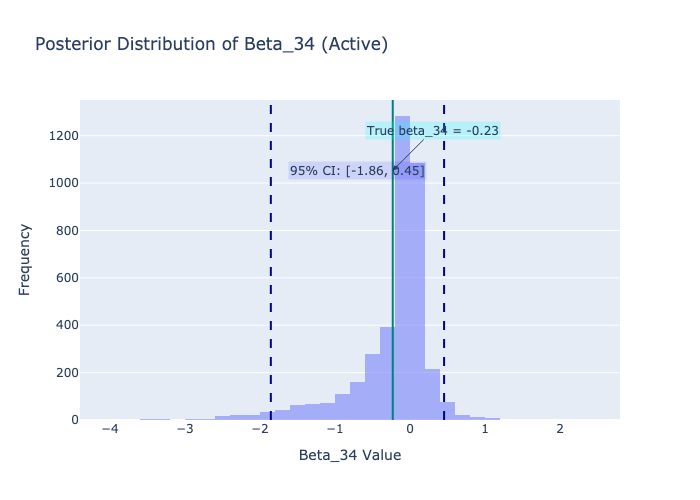 Posterior Distribution of Beta_34 (Active)
True beta_34 = -0.23
95% CI: [-1.86, 0.45]
1200
1000
800
600
400
200
0
Frequency
−4
−3
−2
−1
0
1
2
Beta_34 Value